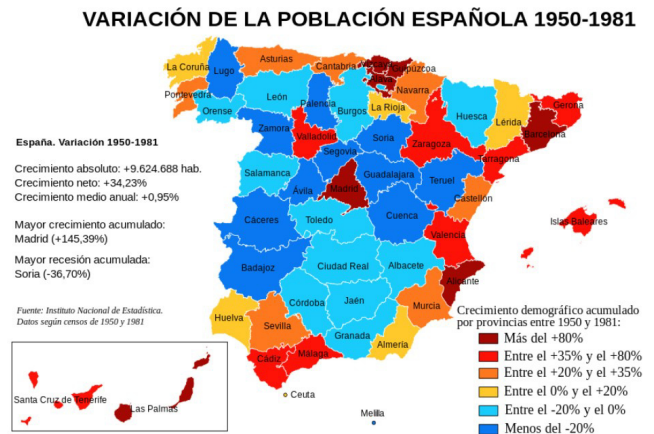 VARIACIÓN DE LA POBLACIÓN ESPAÑOLA 1950-1981
La Coruña
Lugo
Asturias
Cantabria
Vizcaya
Guipúzcoa
Álava
Navarra
Pontevedra
Orense
León
Palencia
Burgos
La Rioja
Huesca
Lérida
Gerona
Barcelona
Zamora
Valladolid
Soria
Zaragoza
Tarragona
Segovia
Salamanca
Ávila
Madrid
Guadalajara
Teruel
Castellón
Cáceres
Toledo
Cuenca
Valencia
Islas Baleares
Badajoz
Ciudad Real
Albacete
Alicante
Córdoba
Jaén
Murcia
Huelva
Sevilla
Granada
Almería
Cádiz
Málaga
Ceuta
Melilla
Santa Cruz de Tenerife
Las Palmas
España. Variación 1950-1981
Crecimiento absoluto: +9.624.688 hab.
Crecimiento neto: +34,23%
Crecimiento medio anual: +0,95%
Mayor crecimiento acumulado:
Madrid (+145,39%)
Mayor recesión acumulada:
Soria (-36,70%)
Fuente: Instituto Nacional de Estadística.
Datos según censos de 1950 y 1981
Crecimiento demográfico acumulado
por provincias entre 1950 y 1981:
Más del +80%
Entre el +35% y el +80%
Entre el +20% y el +35%
Entre el 0% y el +20%
Entre el -20% y el 0%
Menos del -20%